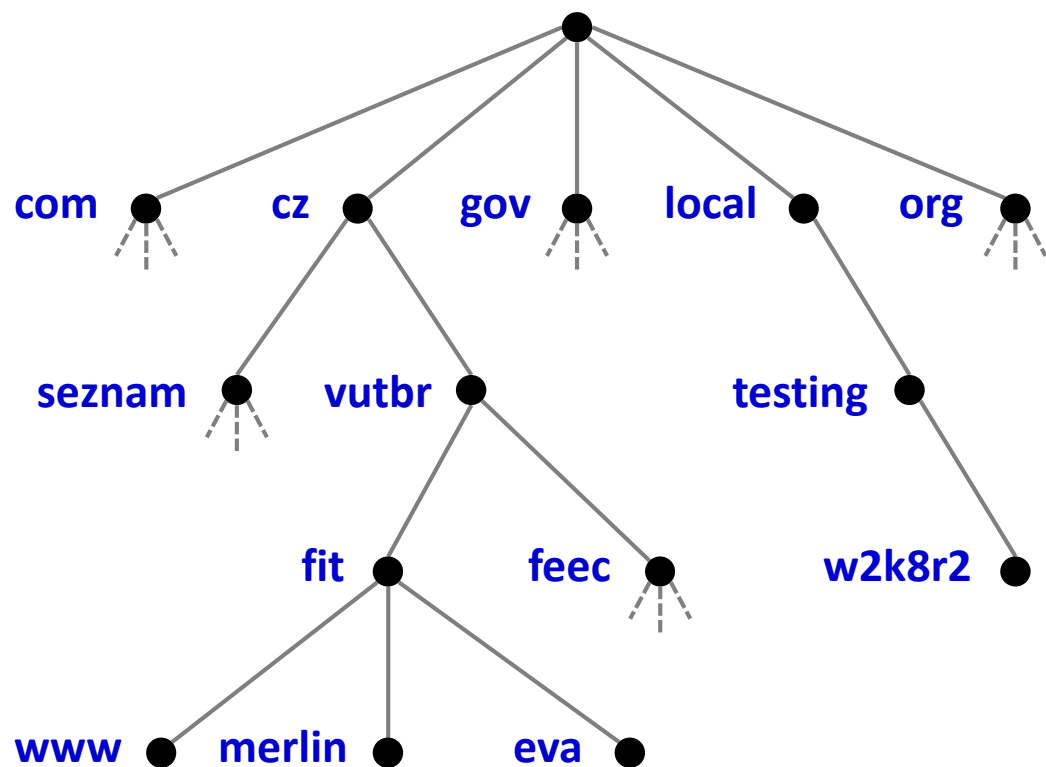 com cz gov local org
seznam vutbr testing
fit feec w2k8r2
www merlin eva